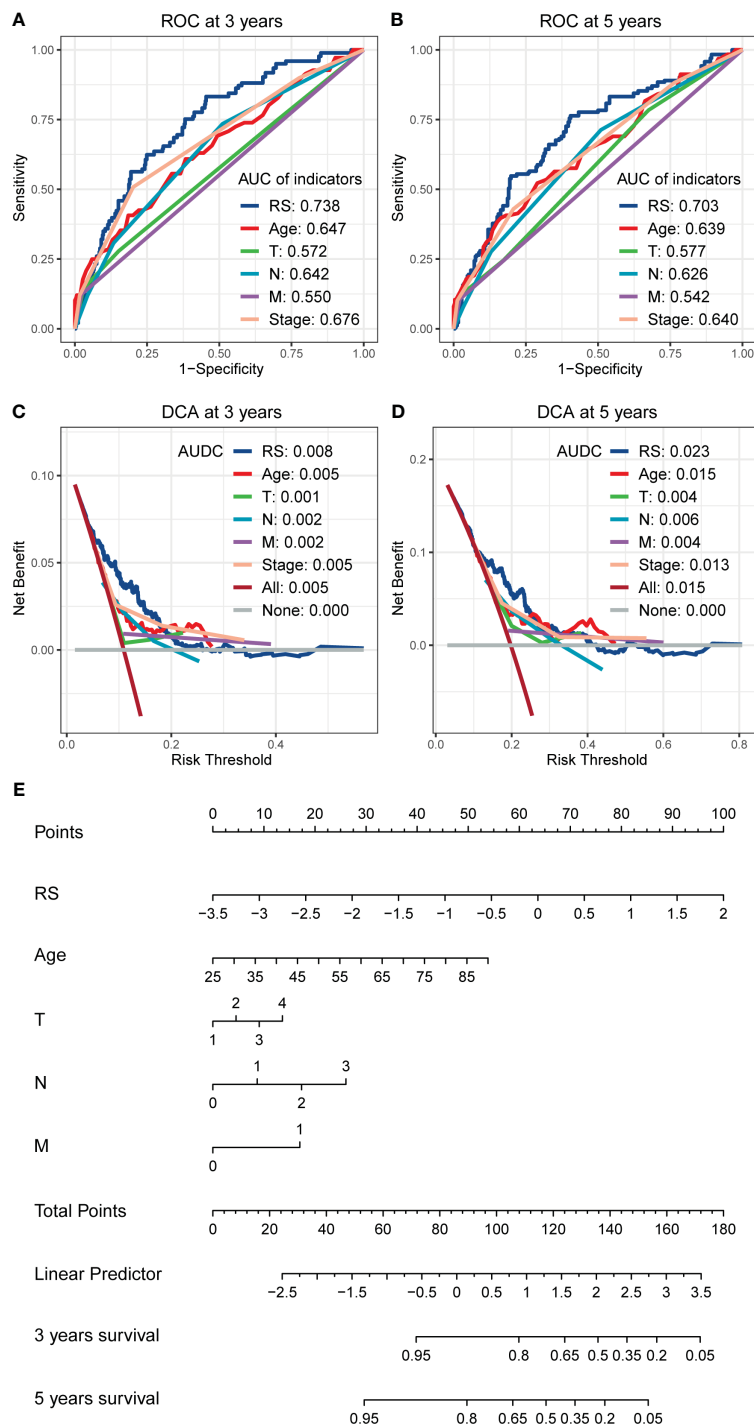 A
ROC at 3 years
1.00
0.75
0.50
0.25
0.00
Sensitivity
AUC of indicators
RS: 0.738
Age: 0.647
T: 0.572
N: 0.642
M: 0.550
Stage: 0.676
0.00 0.25 0.50 0.75 1.00
1−Specificity
B
ROC at 5 years
1.00
0.75
0.50
0.25
0.00
Sensitivity
AUC of indicators
RS: 0.703
Age: 0.639
T: 0.577
N: 0.626
M: 0.542
Stage: 0.640
0.00 0.25 0.50 0.75 1.00
1−Specificity
C
DCA at 3 years
0.10
0.05
0.00
Net Benefit
AUDC
RS: 0.008
Age: 0.005
T: 0.001
N: 0.002
M: 0.002
Stage: 0.005
All: 0.005
None: 0.000
0.0 0.2 0.4
Risk Threshold
D
DCA at 5 years
0.2
0.1
0.0
Net Benefit
AUDC
RS: 0.023
Age: 0.015
T: 0.004
N: 0.006
M: 0.004
Stage: 0.013
All: 0.015
None: 0.000
0.0 0.2 0.4 0.6 0.8
Risk Threshold
E
0 10 20 30 40 50 60 70 80 90 100
Points
RS
−3.5 −3 −2.5 −2 −1.5 −1 −0.5 0 0.5 1 1.5 2
Age
25 35 45 55 65 75 85
2 4
T
1 3
1 3
N
0 2
1
M
0
Total Points
0 20 40 60 80 100 120 140 160 180
Linear Predictor
−2.5 −1.5 −0.5 0 0.5 1 1.5 2 2.5 3 3.5
3 years survival
0.95 0.8 0.65 0.5 0.35 0.2 0.05
5 years survival
0.95 0.8 0.65 0.5 0.35 0.2 0.05